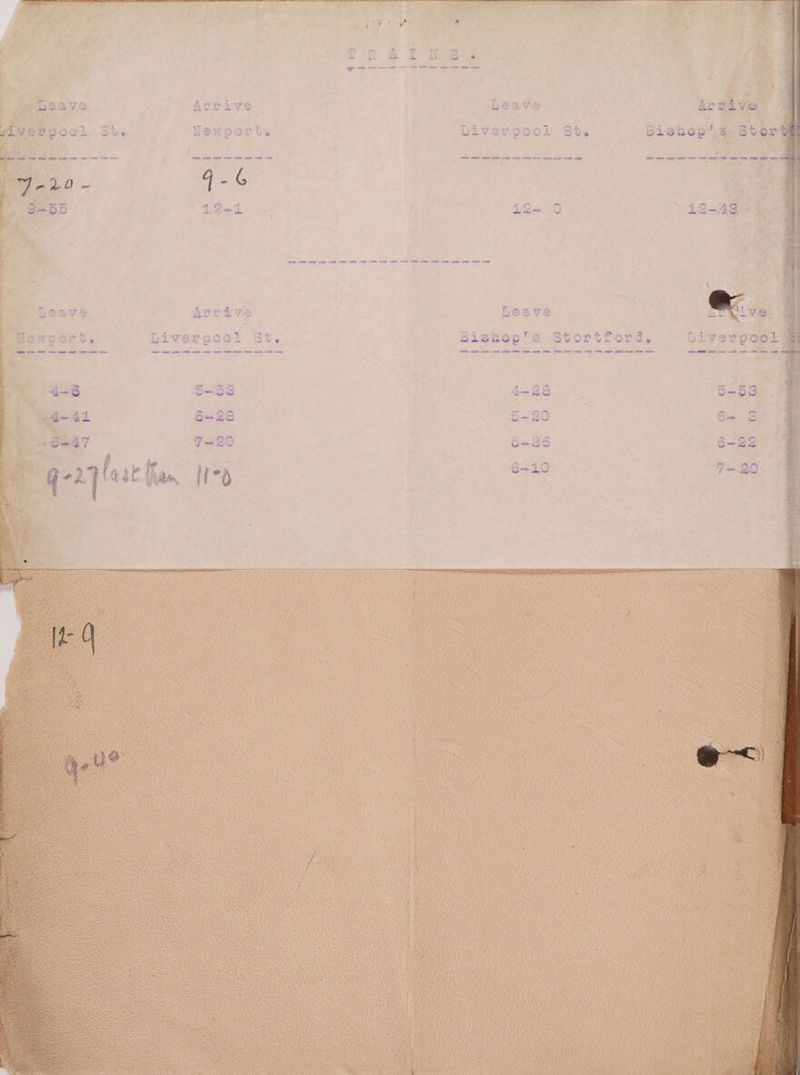 TRAINS.
Leave Arrive Leave Arrive
Liverpool St. Newport. Liverpool St. Bishop's Stortf
7-20- 9-6
9-55 12-1 12- 0 12-43
Leave Arrive Leave Arrive
Newport. Liverpool St. Bishop's Stortford. Liverpool S
4-8 5-53 4-28 5-53
4-41 6-28 5-20 6- 3
5-47 7-20 5-36 6-22
9-27 last tran 11-0 6-10 7-20
12-9
9-40